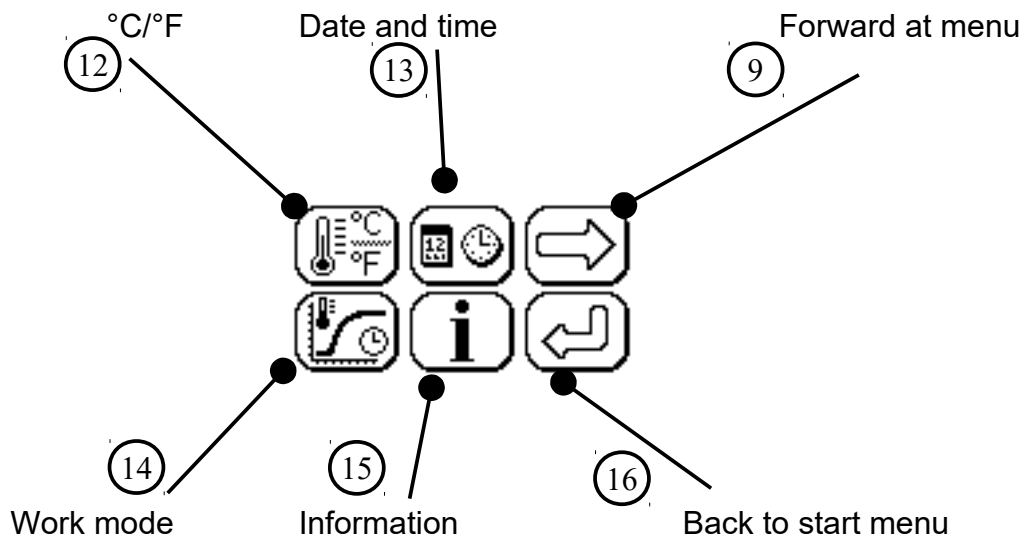 °C/°F
Date and time
Forward at menu
12
13
9
°C
°F
12
i
14
15
16
Work mode
Information
Back to start menu